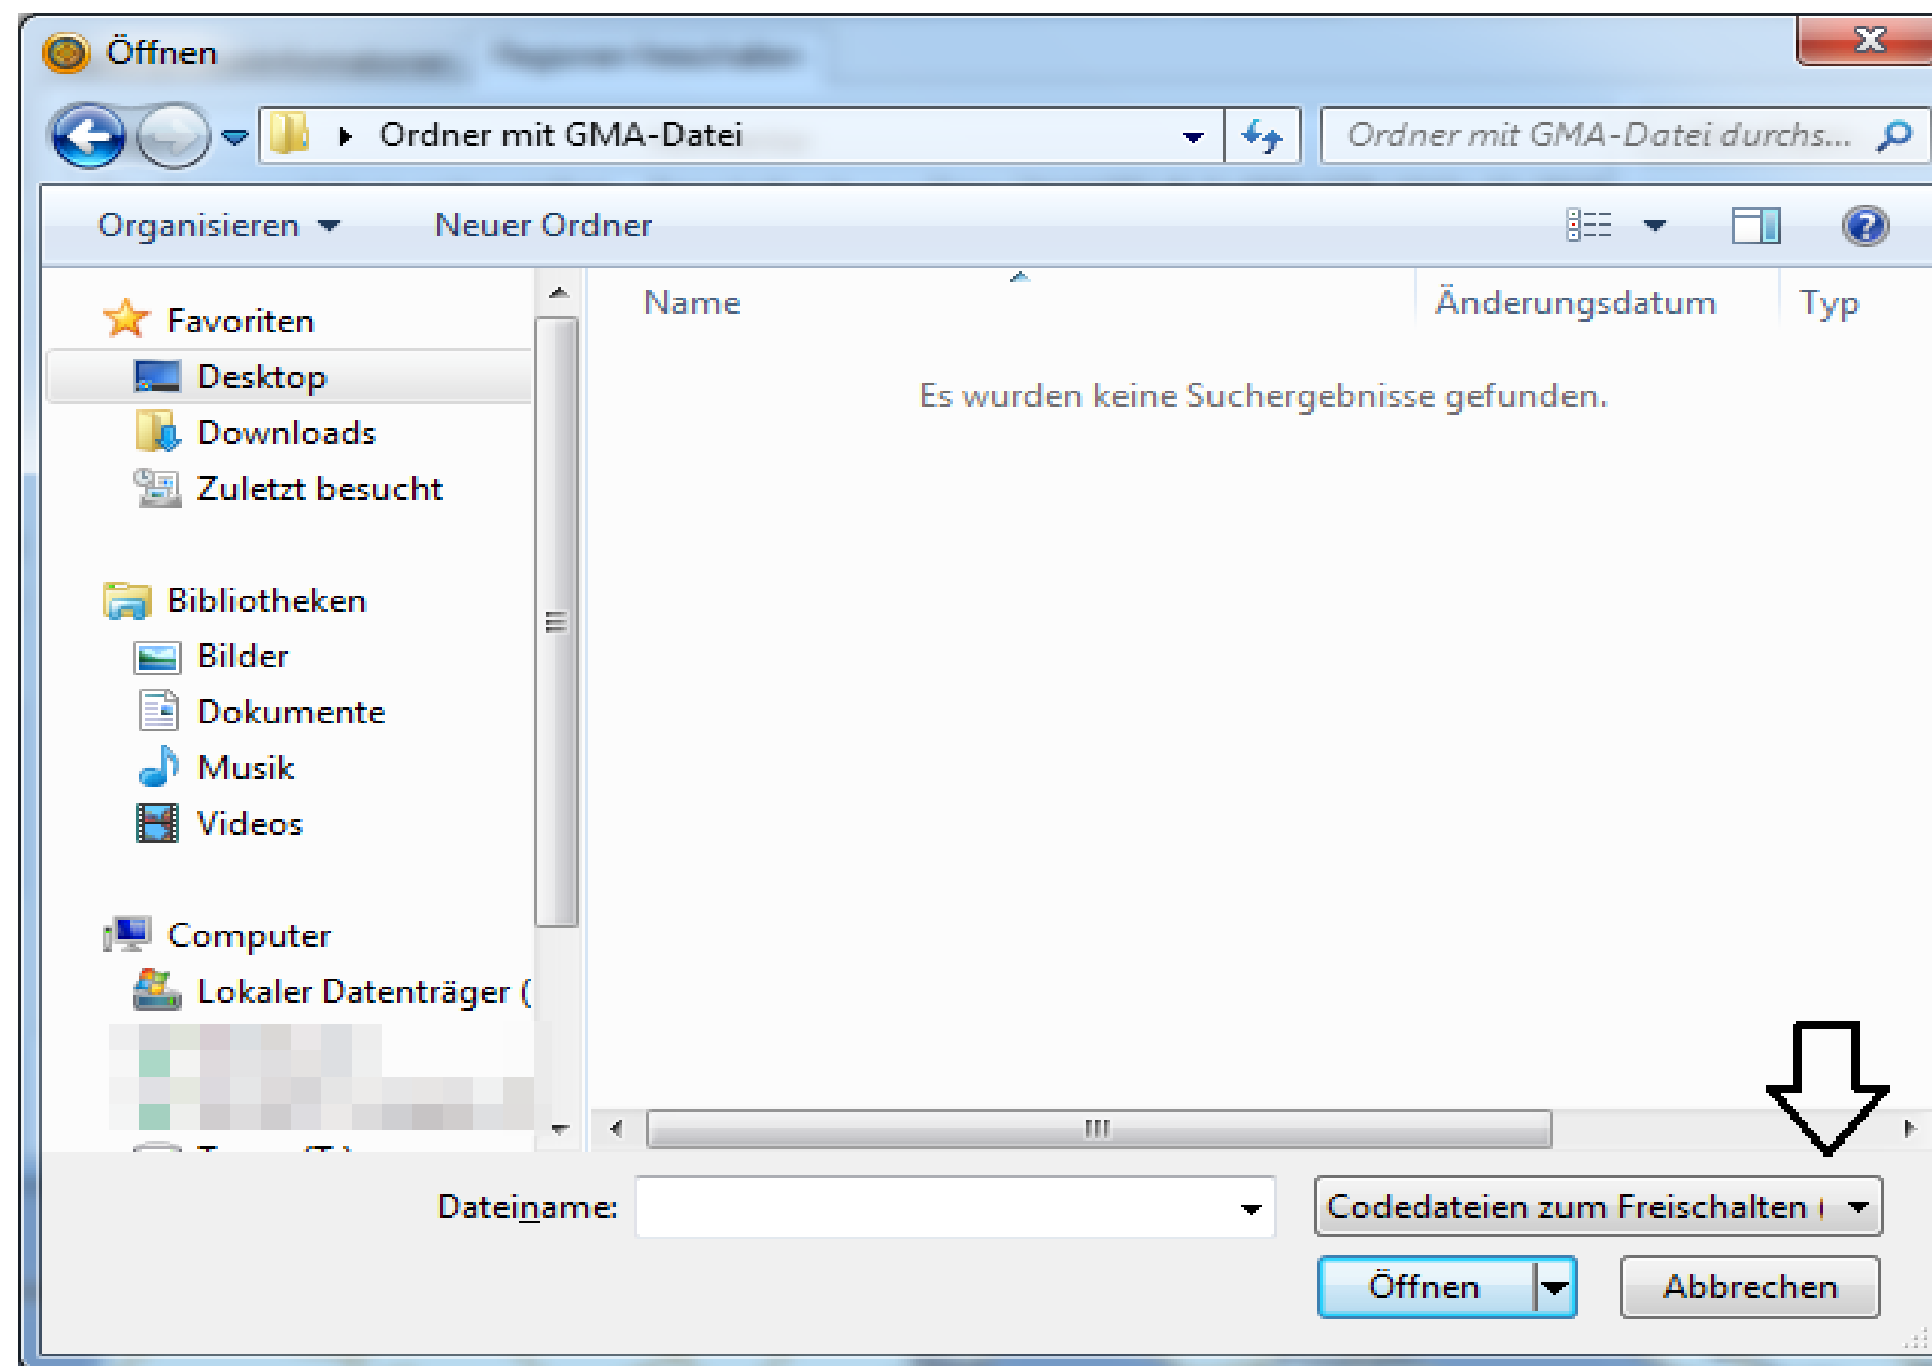 Öffnen
Ordner mit GMA-Datei
Ordner mit GMA-Datei durchs...
Organisieren
Neuer Ordner
Name
Änderungsdatum
Typ
Favoriten
Desktop
Downloads
Zuletzt besucht
Bibliotheken
Bilder
Dokumente
Musik
Videos
Computer
Lokaler Datenträger (
Es wurden keine Suchergebnisse gefunden.
Dateiname:
Codedateien zum Freischalten (
Öffnen
Abbrechen